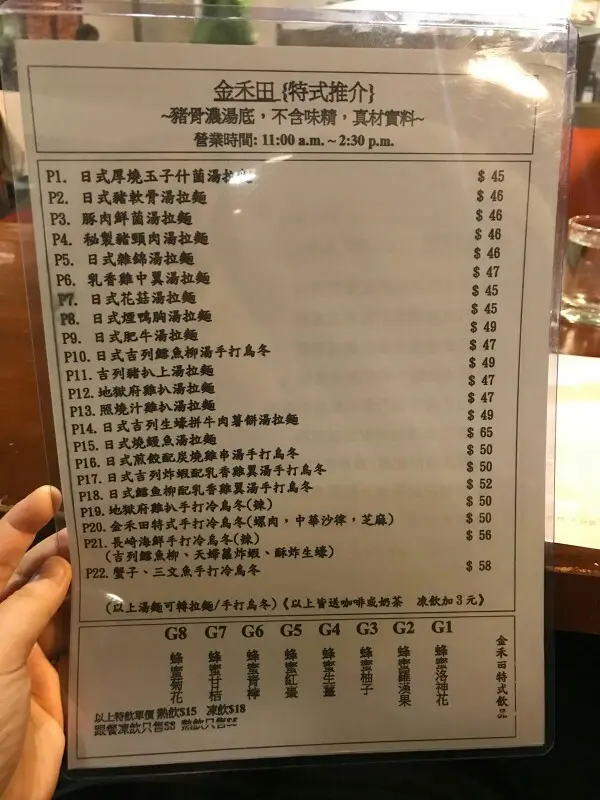 金禾田 {特式推介}
~豬骨濃湯底，不含味精，真材實料~
營業時間: 11:00 a.m. ~ 2:30 p.m.
P1. 日式厚燒玉子什菌湯拉麵 $ 45
P2. 日式豬軟骨湯拉麵 $ 46
P3. 豚肉鮮菌湯拉麵 $ 46
P4. 秘製豬頸肉湯拉麵 $ 46
P5. 日式雜錦湯拉麵 $ 46
P6. 乳香雞中翼湯拉麵 $ 47
P7. 日式花菇湯拉麵 $ 45
P8. 日式煙鴨胸湯拉麵 $ 45
P9. 日式肥牛湯拉麵 $ 49
P10. 日式吉列鱈魚柳湯手打烏冬 $ 47
P11. 吉列豬扒上湯拉麵 $ 49
P12. 地獄府雞扒湯拉麵 $ 47
P13. 照燒汁雞扒湯拉麵 $ 47
P14. 日式吉列生蠔拼牛肉薯餅湯拉麵 $ 49
P15. 日式燒鰻魚湯拉麵 $ 65
P16. 日式煎餃配炭燒雞串湯手打烏冬 $ 50
P17. 日式吉列炸蝦配乳香雞翼湯手打烏冬 $ 50
P18. 日式鱈魚柳配乳香雞翼湯手打烏冬 $ 52
P19. 地獄府雞扒手打冷烏冬(辣) $ 50
P20. 金禾田特式手打冷烏冬(螺肉，中華沙律，芝麻) $ 50
P21. 長崎海鮮手打冷烏冬(辣) $ 56
(吉列鱈魚柳、天婦羅炸蝦、酥炸生蠔)
P22. 蟹子、三文魚手打冷烏冬 $ 58
(以上湯麵可轉拉麵/手打烏冬)《以上皆送咖啡或奶茶 凍飲加3元》
金禾田特式飲品
G1 蜂蜜洛神花
G2 蜂蜜羅漢果
G3 蜂蜜柚子
G4 蜂蜜生薑
G5 蜂蜜紅棗
G6 蜂蜜青檸
G7 蜂蜜甘桔
G8 蜂蜜菊花
以上特飲單價 熱飲$15 凍飲$18
跟餐凍飲只售$8 熱飲只售$5